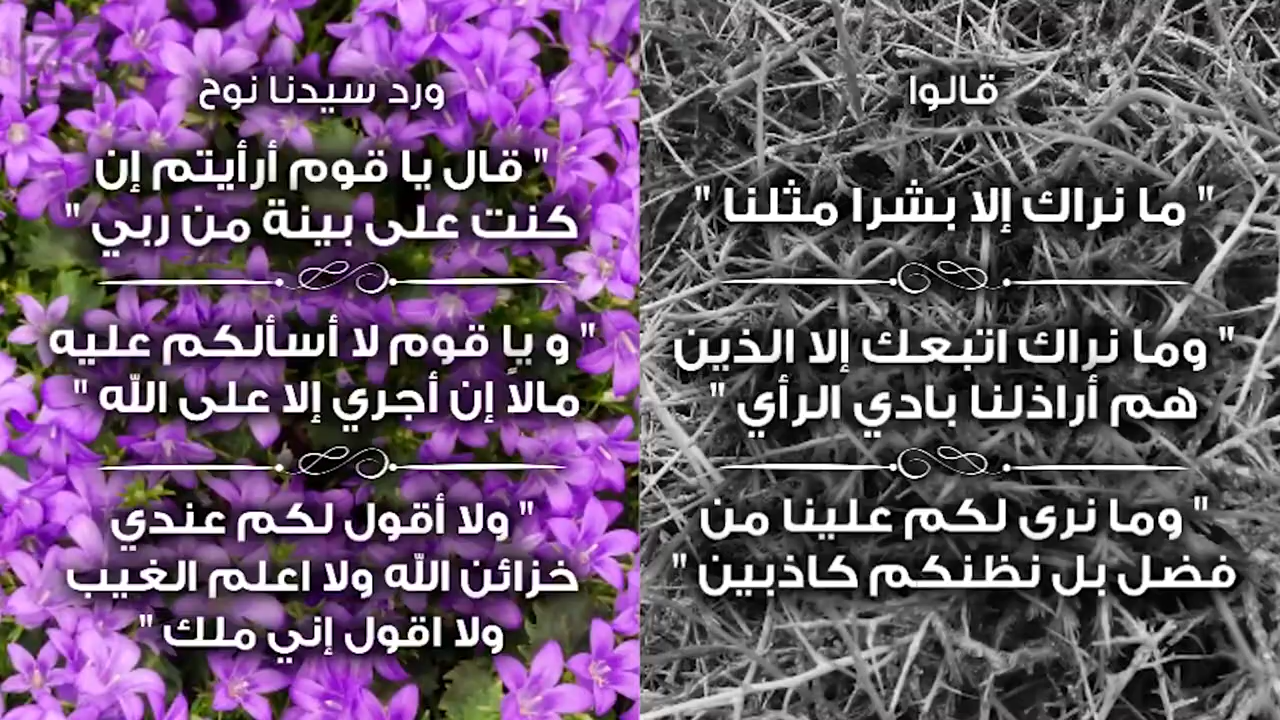 قالوا
" ما نراك إلا بشرا مثلنا "
" وما نراك اتبعك إلا الذين
هم أراذلنا بادي الرأي "
" وما نرى لكم علينا من
فضل بل نظنكم كاذبين "
ورد سيدنا نوح
" قال يا قوم أرأيتم إن
كنت على بينة من ربي "
" و يا قوم لا أسألكم عليه
مالاً إن أجري إلا على الله "
" ولا أقول لكم عندي
خزائن الله ولا اعلم الغيب
ولا اقول إني ملك "